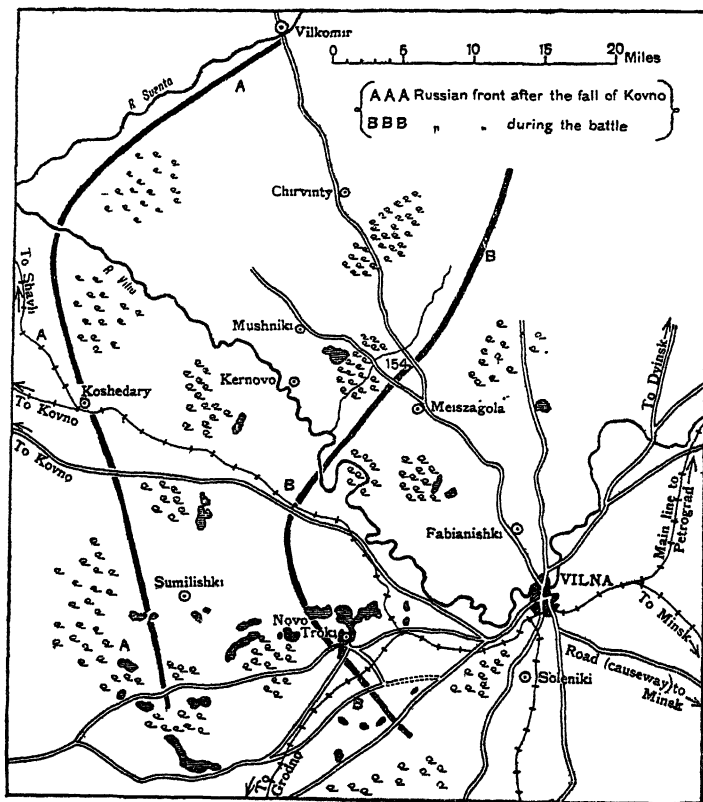 Vilkomir
0 5 10 15 20
Miles
AAA Russian front after the fall of Kovno
BBB " " during the battle
R Suenta
A
Chirvinty
B
To Shavli
R Vilna
A
Mushniki
154
Kernovo
Koshedary
Meiszagola
To Dvinsk
To Kovno
To Kovno
B
Main line to
Petrograd
Fabianishki
VILNA
Sumilishki
To Minsk
Novo
Troki
A
Road (causeway) to
Minsk
Soleniki
B
To
Grodno